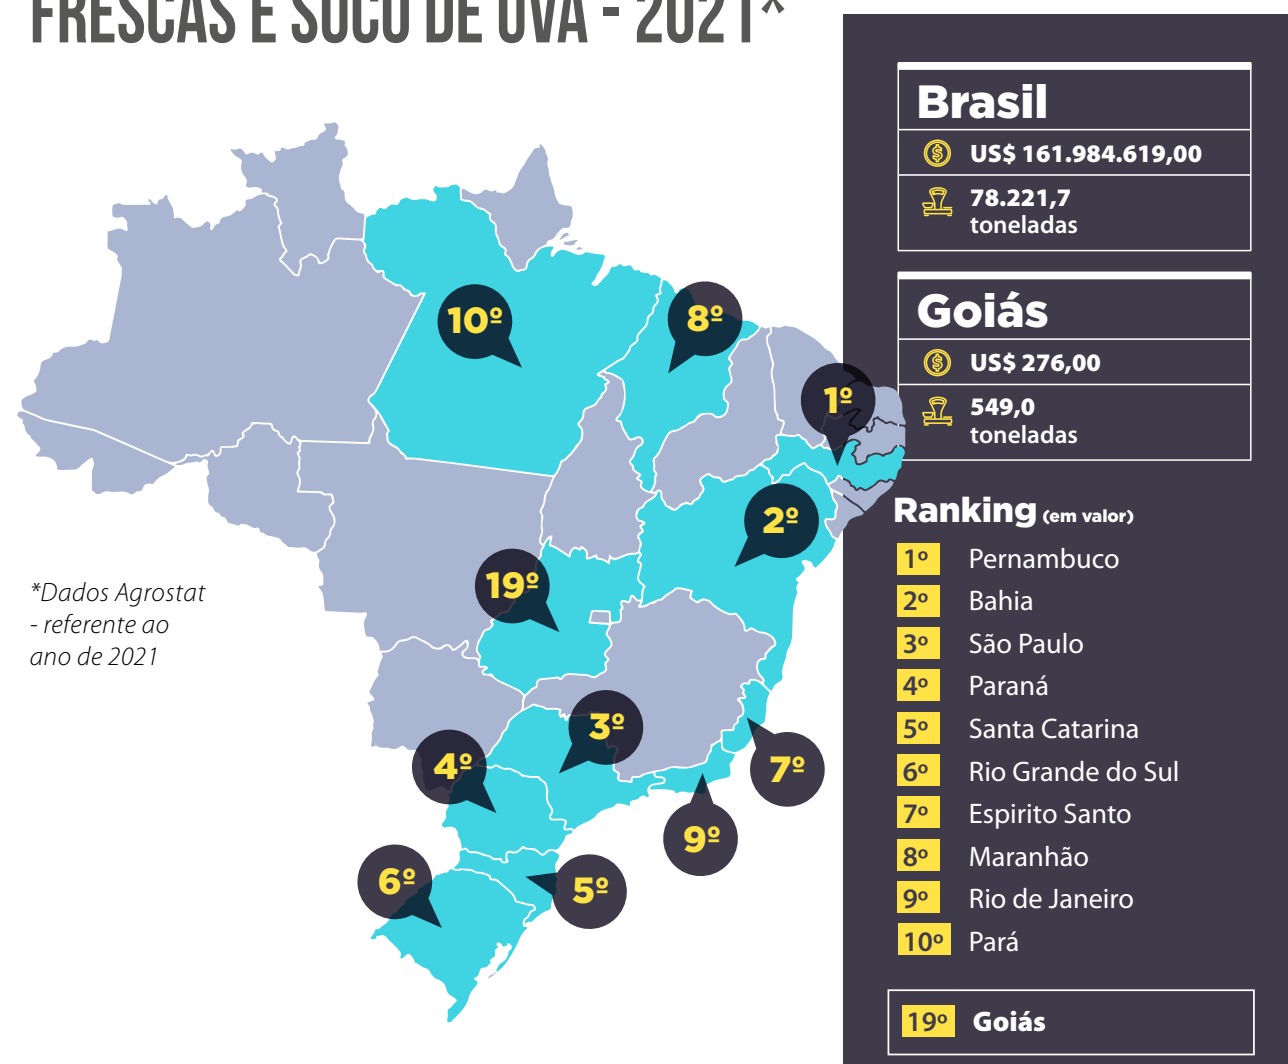 FRESCAS E SUCO DE UVA - 2021*
Brasil
US$ 161.984.619,00
78.221,7
toneladas
Goiás
US$ 276,00
549,0
toneladas
10º
8º
1º
2º
19º
3º
4º
7º
9º
6º
5º
*Dados Agrostat
- referente ao
ano de 2021
Ranking (em valor)
1º Pernambuco
2º Bahia
3º São Paulo
4º Paraná
5º Santa Catarina
6º Rio Grande do Sul
7º Espirito Santo
8º Maranhão
9º Rio de Janeiro
10º Pará
19º Goiás